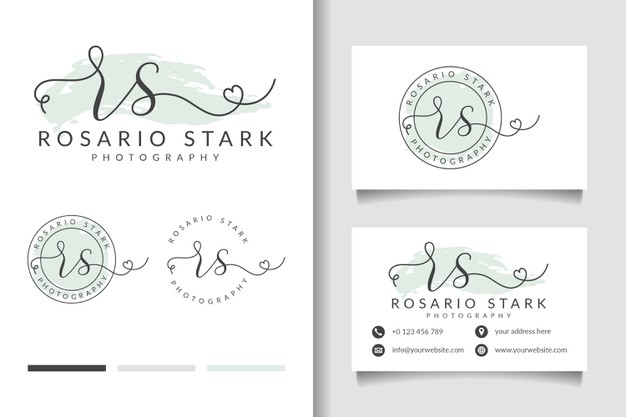 rs
ROSARIO STARK
PHOTOGRAPHY
ROSARIO STARK
rs
PHOTOGRAPHY
ROSARIO STARK
rs
PHOTOGRAPHY
ROSARIO STARK
rs
PHOTOGRAPHY
rs
ROSARIO STARK
PHOTOGRAPHY
+0 123 456 789
your address here
info@yourwebsite.com
www.yourwebsite.com